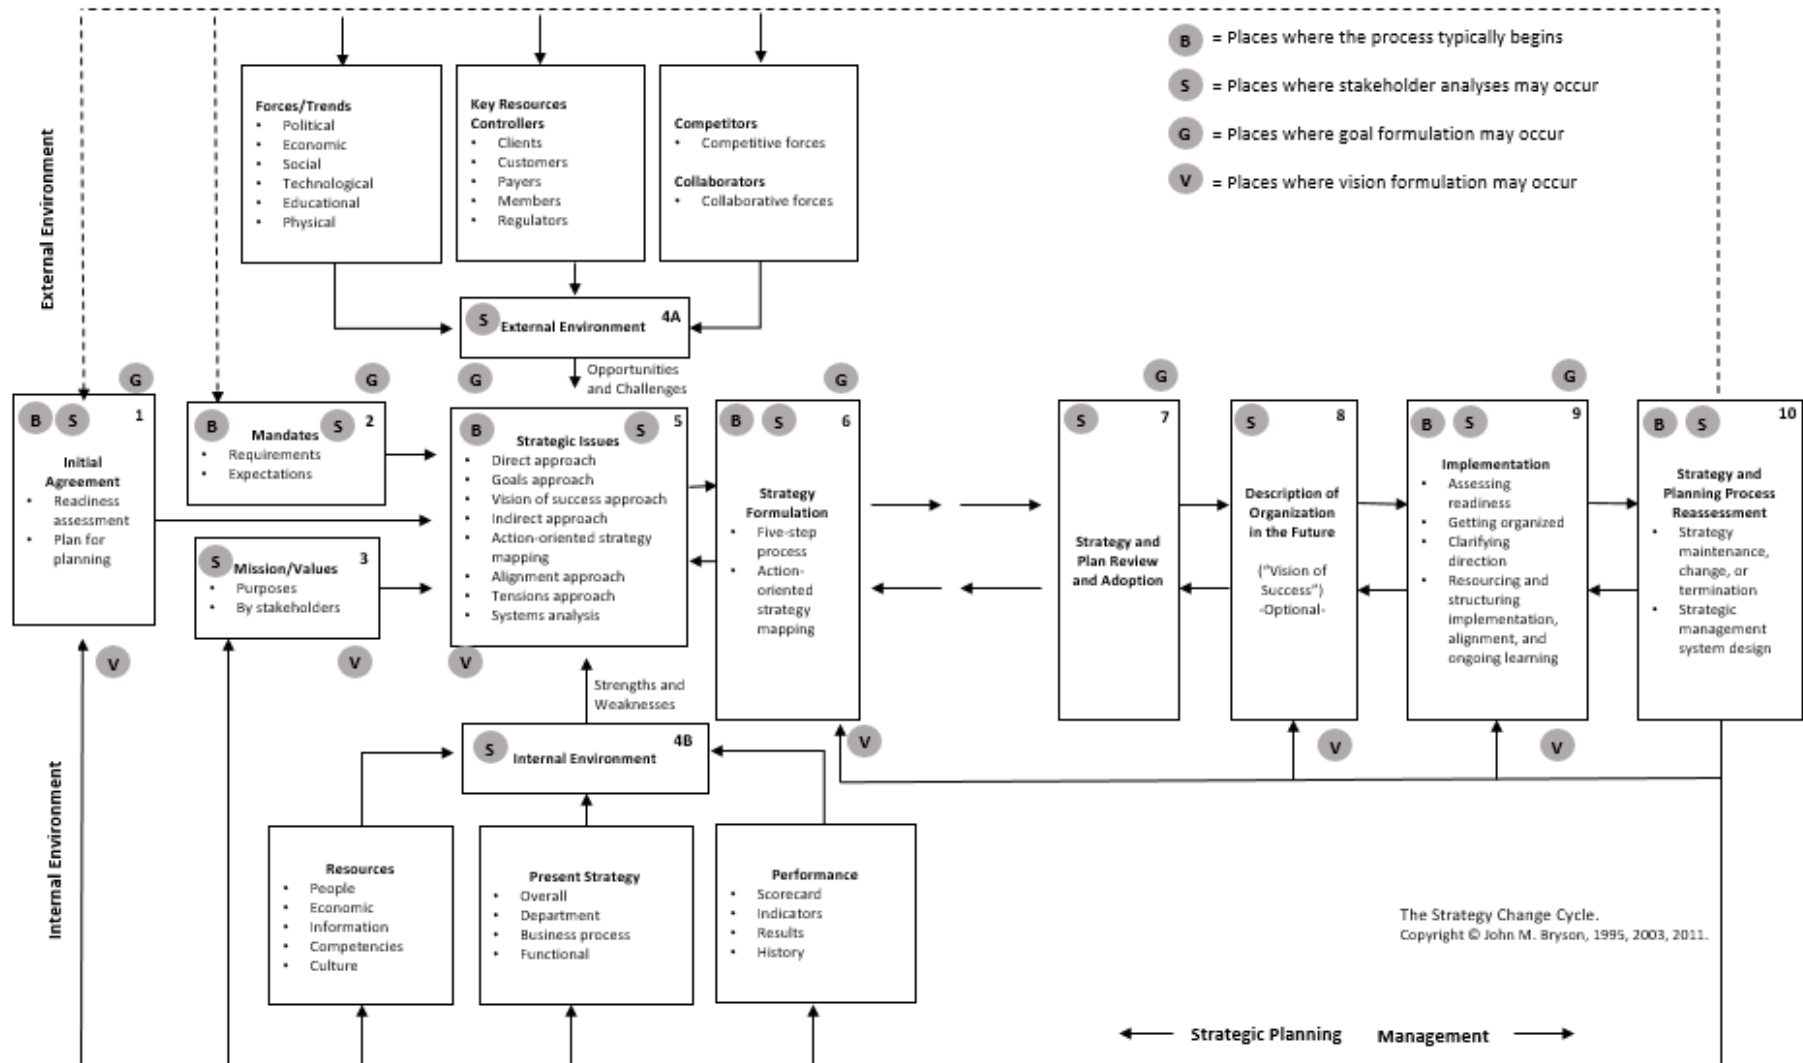 B = Places where the process typically begins
S = Places where stakeholder analyses may occur
G = Places where goal formulation may occur
V = Places where vision formulation may occur
External Environment
Forces/Trends
• Political
• Economic
• Social
• Technological
• Educational
• Physical
Key Resources
Controllers
• Clients
• Customers
• Payers
• Members
• Regulators
Competitors
• Competitive forces
Collaborators
• Collaborative forces
S External Environment 4A
Opportunities
and Challenges
G
B S 1
Initial
Agreement
• Readiness
assessment
• Plan for
planning
V
G
B S 2
Mandates
• Requirements
• Expectations
S 3
Mission/Values
• Purposes
• By stakeholders
V
G
B S 5
Strategic Issues
• Direct approach
• Goals approach
• Vision of success approach
• Indirect approach
• Action-oriented strategy
mapping
• Alignment approach
• Tensions approach
• Systems analysis
V
G
B S 6
Strategy
Formulation
• Five-step
process
• Action-
oriented
strategy
mapping
V
G
S 7
Strategy and
Plan Review
and Adoption
S 8
Description of
Organization
in the Future
("Vision of
Success")
-Optional-
V
G
B S 9
Implementation
• Assessing
readiness
• Getting organized
• Clarifying
direction
• Resourcing and
structuring
implementation,
alignment, and
ongoing learning
V
B S 10
Strategy and
Planning Process
Reassessment
• Strategy
maintenance,
change, or
termination
• Strategic
management
system design
Strengths and
Weaknesses
S Internal Environment 4B
Internal Environment
Resources
• People
• Economic
• Information
• Competencies
• Culture
Present Strategy
• Overall
• Department
• Business process
• Functional
Performance
• Scorecard
• Indicators
• Results
• History
The Strategy Change Cycle.
Copyright © John M. Bryson, 1995, 2003, 2011.
Strategic Planning Management